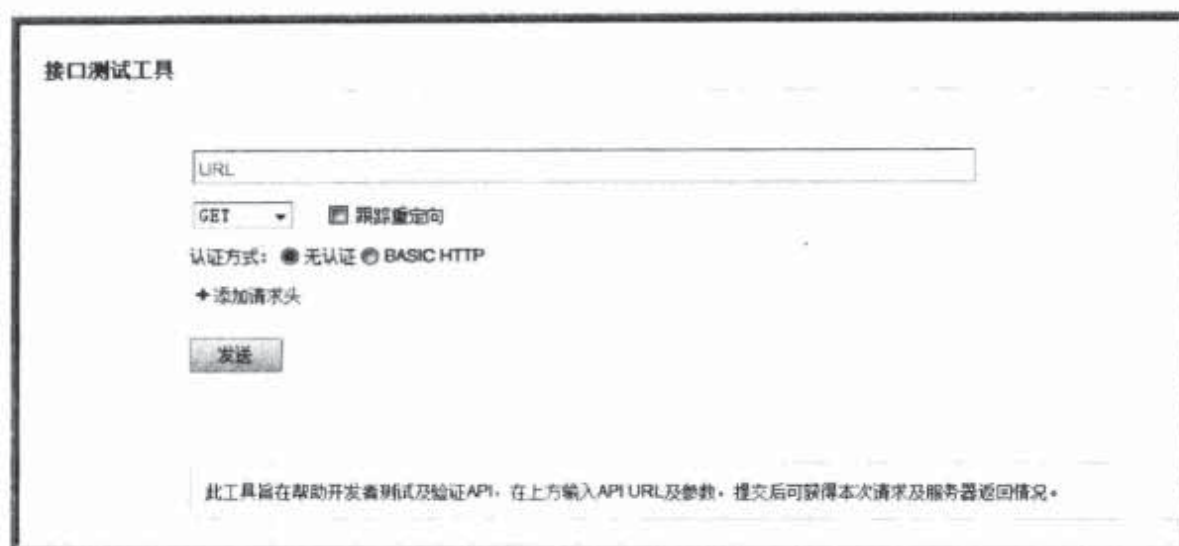 接口测试工具
URL
GET 跟踪重定向
认证方式: 无认证 BASIC HTTP
+添加请求头
发送
此工具旨在帮助开发者测试及验证API，在上方输入API URL及参数，提交后可获得本次请求及服务器返回情况。